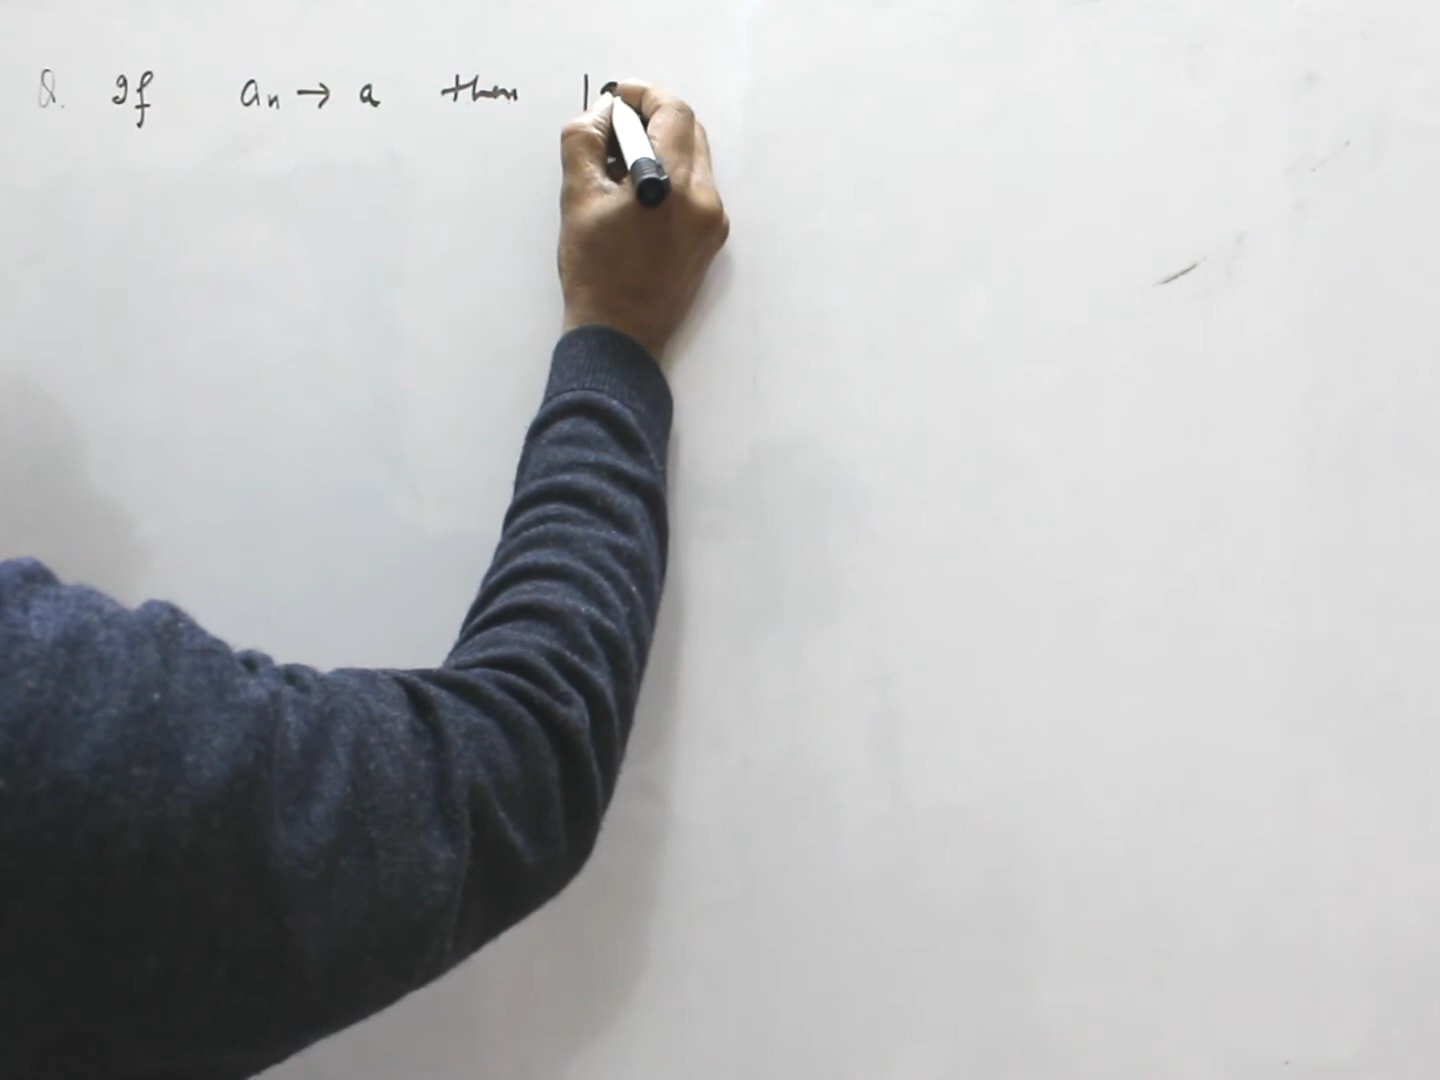 Q. If an → a then |